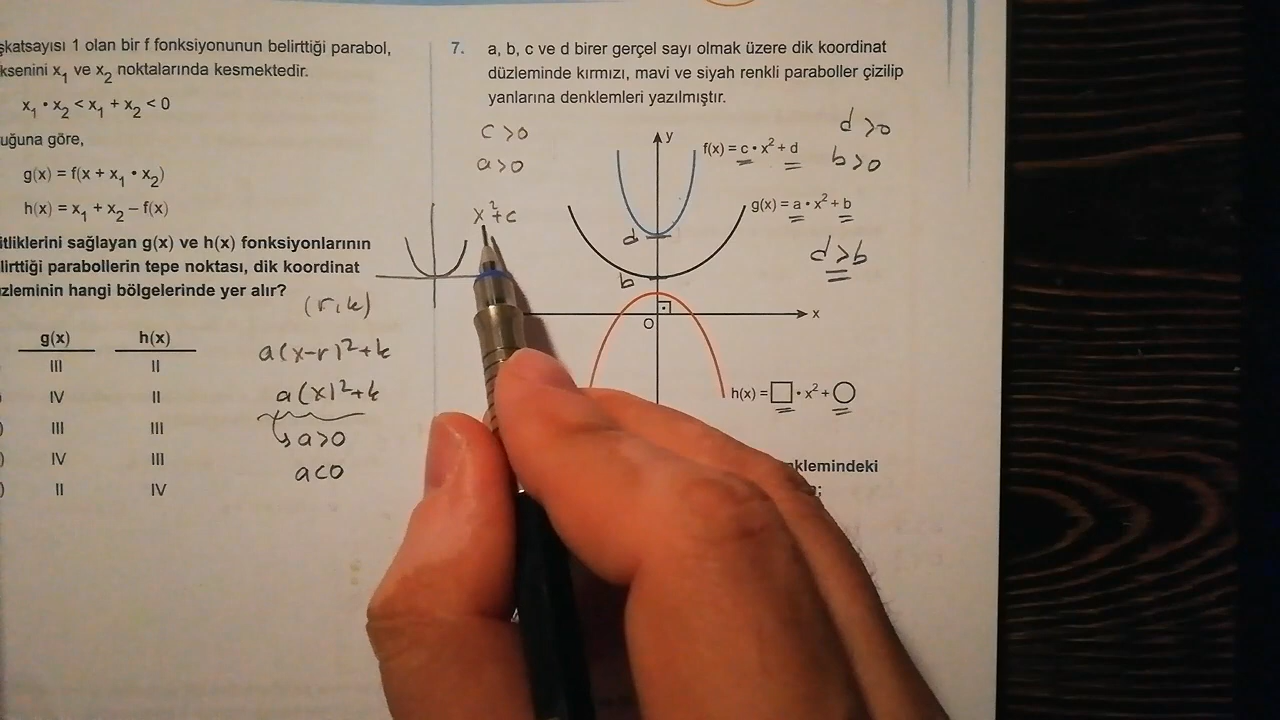 şkatsayısı 1 olan bir f fonksiyonunun belirttiği parabol,
ksenini x₁ ve x₂ noktalarında kesmektedir.
x₁ • x₂ < x₁ + x₂ < 0
uğuna göre,
g(x) = f(x + x₁ • x₂)
h(x) = x₁ + x₂ – f(x)
itliklerini sağlayan g(x) ve h(x) fonksiyonlarının
lirttiği parabollerin tepe noktası, dik koordinat
zleminin hangi bölgelerinde yer alır?
g(x) h(x)
III II
IV II
) III III
) IV III
) II IV
(r,k)
a(x-r)²+k
a(x)²+k
a>0
a<0
7. a, b, c ve d birer gerçel sayı olmak üzere dik koordinat
düzleminde kırmızı, mavi ve siyah renkli paraboller çizilip
yanlarına denklemleri yazılmıştır.
c>0
a>0
x²+c
d>0
b>0
y
f(x) = c • x² + d
g(x) = a • x² + b
d>b
d
b
O
x
h(x) = □ • x² + ○
klemindeki